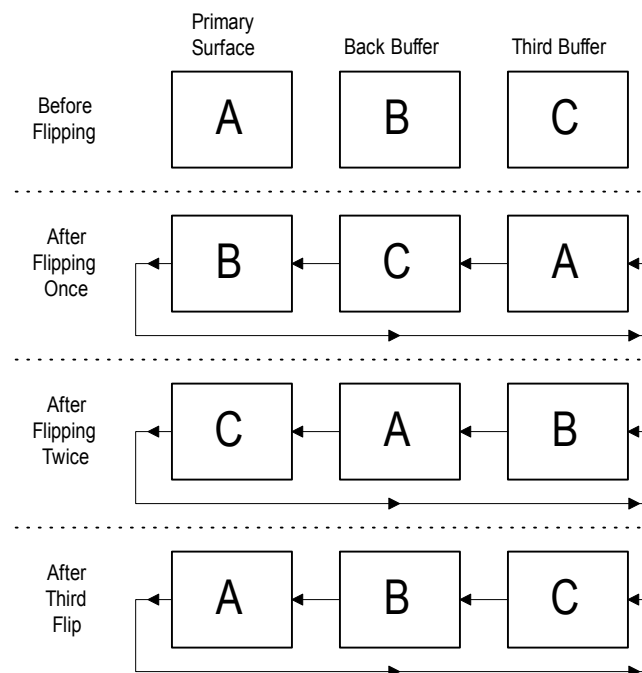 Primary
Surface
Back Buffer
Third Buffer
Before
Flipping
A
B
C
After
Flipping
Once
B
C
A
After
Flipping
Twice
C
A
B
After
Third
Flip
A
B
C